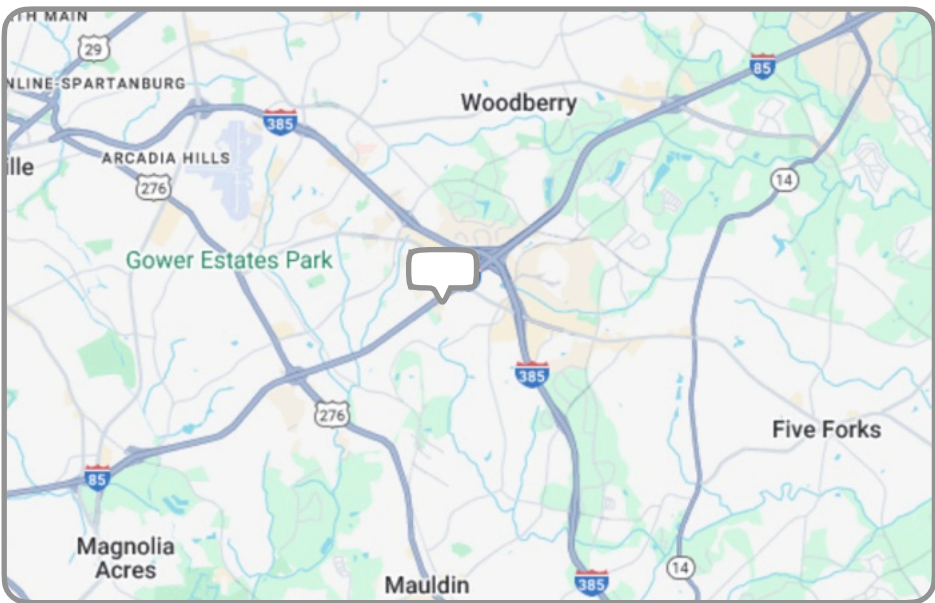 TH MAIN
29
NLINE-SPARTANBURG
85
385
Woodberry
ille
ARCADIA HILLS
276
14
Gower Estates Park
385
276
Five Forks
85
Magnolia
Acres
Mauldin
14
385